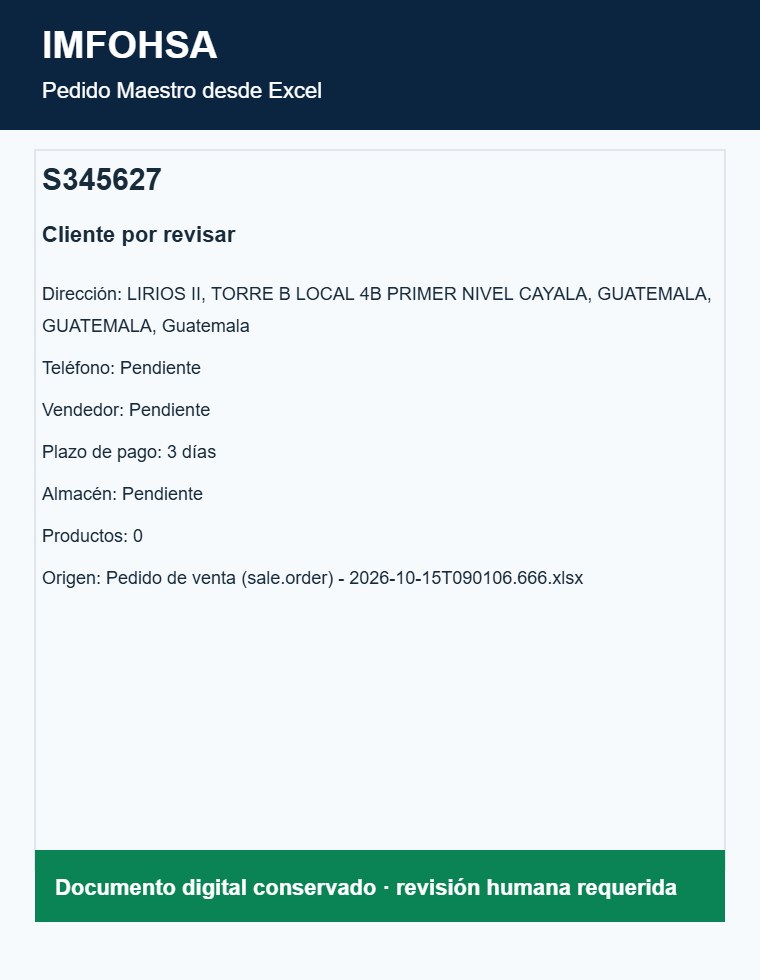 IMFOHSA
Pedido Maestro desde Excel
S345627
Cliente por revisar
Dirección: LIRIOS II, TORRE B LOCAL 4B PRIMER NIVEL CAYALA, GUATEMALA,
GUATEMALA, Guatemala
Teléfono: Pendiente
Vendedor: Pendiente
Plazo de pago: 3 días
Almacén: Pendiente
Productos: 0
Origen: Pedido de venta (sale.order) - 2026-10-15T090106.666.xlsx
Documento digital conservado · revisión humana requerida